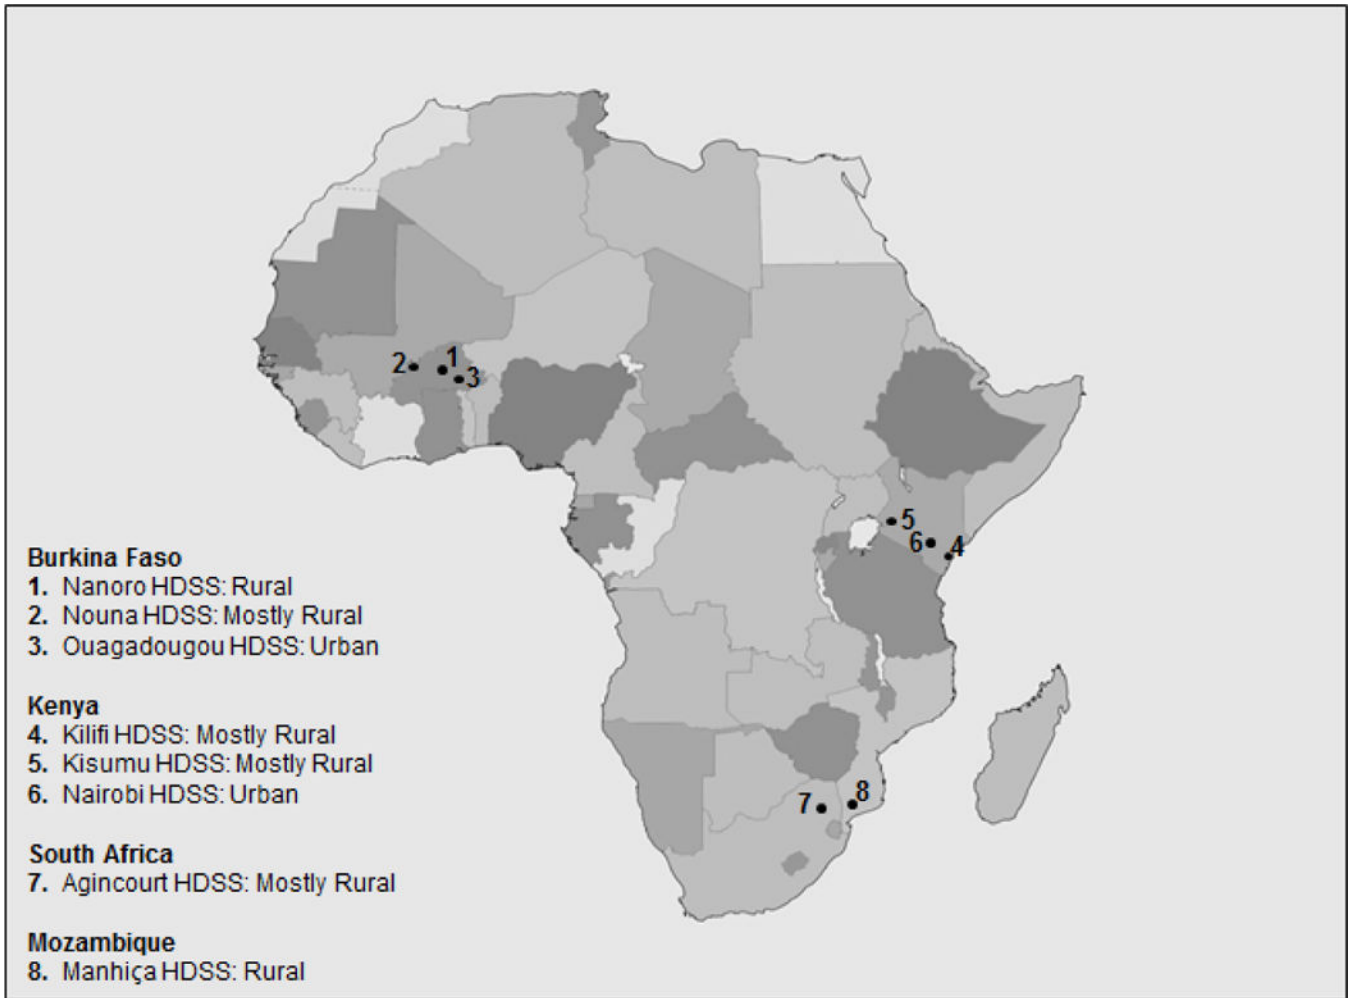 2
1
3
5
6
4
7
8
Burkina Faso
1. Nanoro HDSS: Rural
2. Nouna HDSS: Mostly Rural
3. Ouagadougou HDSS: Urban
Kenya
4. Kilifi HDSS: Mostly Rural
5. Kisumu HDSS: Mostly Rural
6. Nairobi HDSS: Urban
South Africa
7. Agincourt HDSS: Mostly Rural
Mozambique
8. Manhiça HDSS: Rural